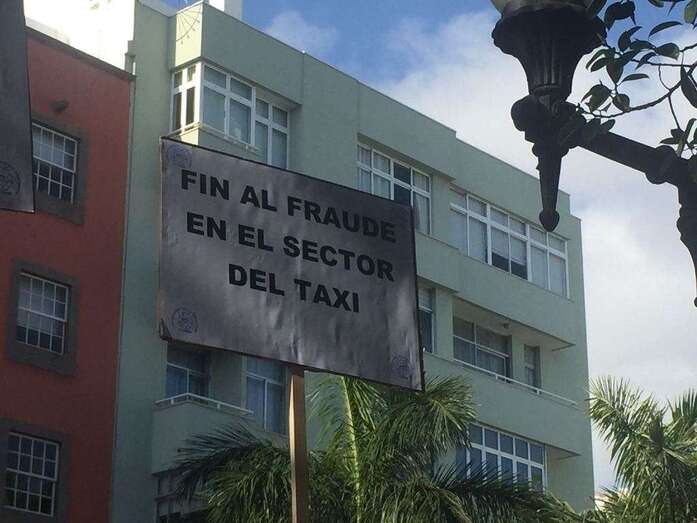 FIN AL FRAUDE
EN EL SECTOR
DEL TAXI